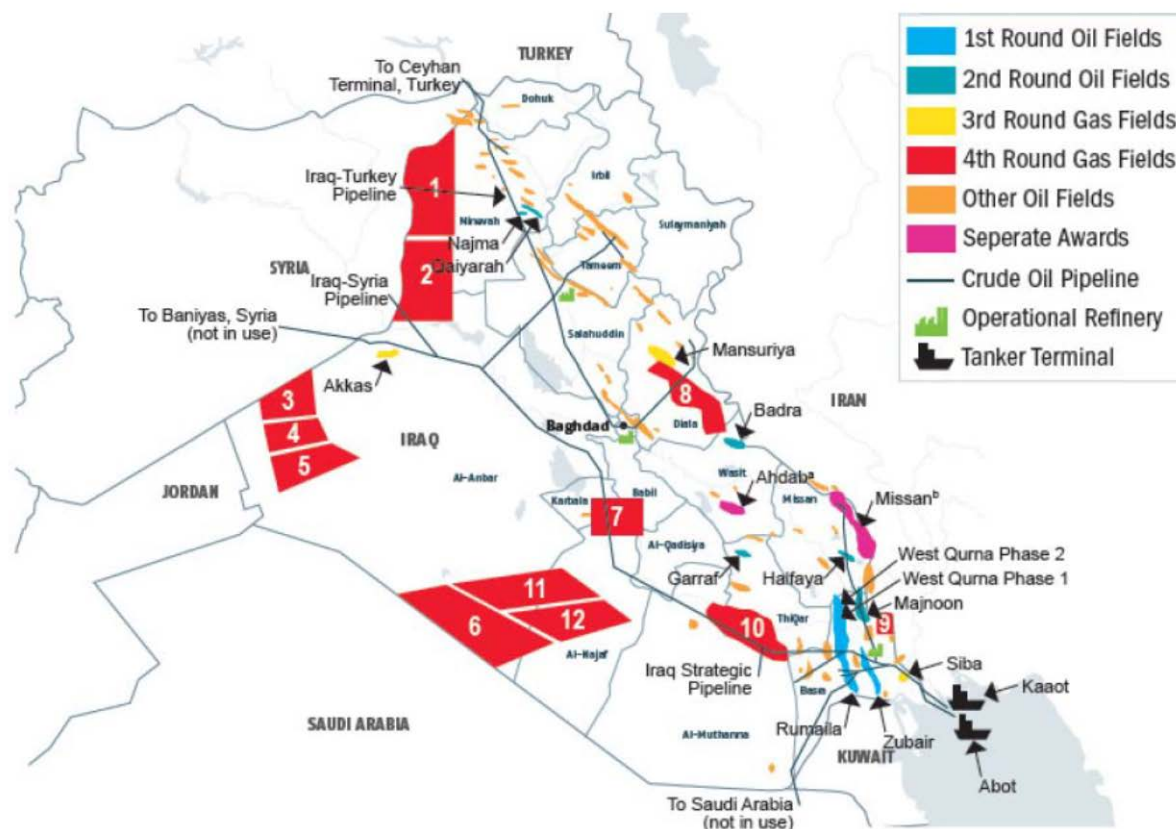 TURKEY
To Ceyhan
Terminal, Turkey
Dohuk
Iraq-Turkey
Pipeline
1
Irbil
Ninavah
Sulaymaniyah
Najma
Qaiyarah
Tameem
SYRIA
2
Iraq-Syria
Pipeline
To Baniyas, Syria
(not in use)
Salahuddin
Mansuriya
Akkas
3
4
5
8
IRAN
Badra
Baghdad
Diala
IRAQ
JORDAN
Al-Anbar
Wasit
Ahdabᵃ
Missan
Missanᵇ
Karbala
Babil
7
Al-Qadisiya
Garraf
Halfaya
West Qurna Phase 2
West Qurna Phase 1
Majnoon
11
12
6
10
ThiQar
9
Al-Najaf
Iraq Strategic
Pipeline
Basra
Siba
Kaaot
SAUDI ARABIA
Al-Muthanna
Rumaila
Zubair
KUWAIT
Abot
To Saudi Arabia
(not in use)
1st Round Oil Fields
2nd Round Oil Fields
3rd Round Gas Fields
4th Round Gas Fields
Other Oil Fields
Seperate Awards
Crude Oil Pipeline
Operational Refinery
Tanker Terminal